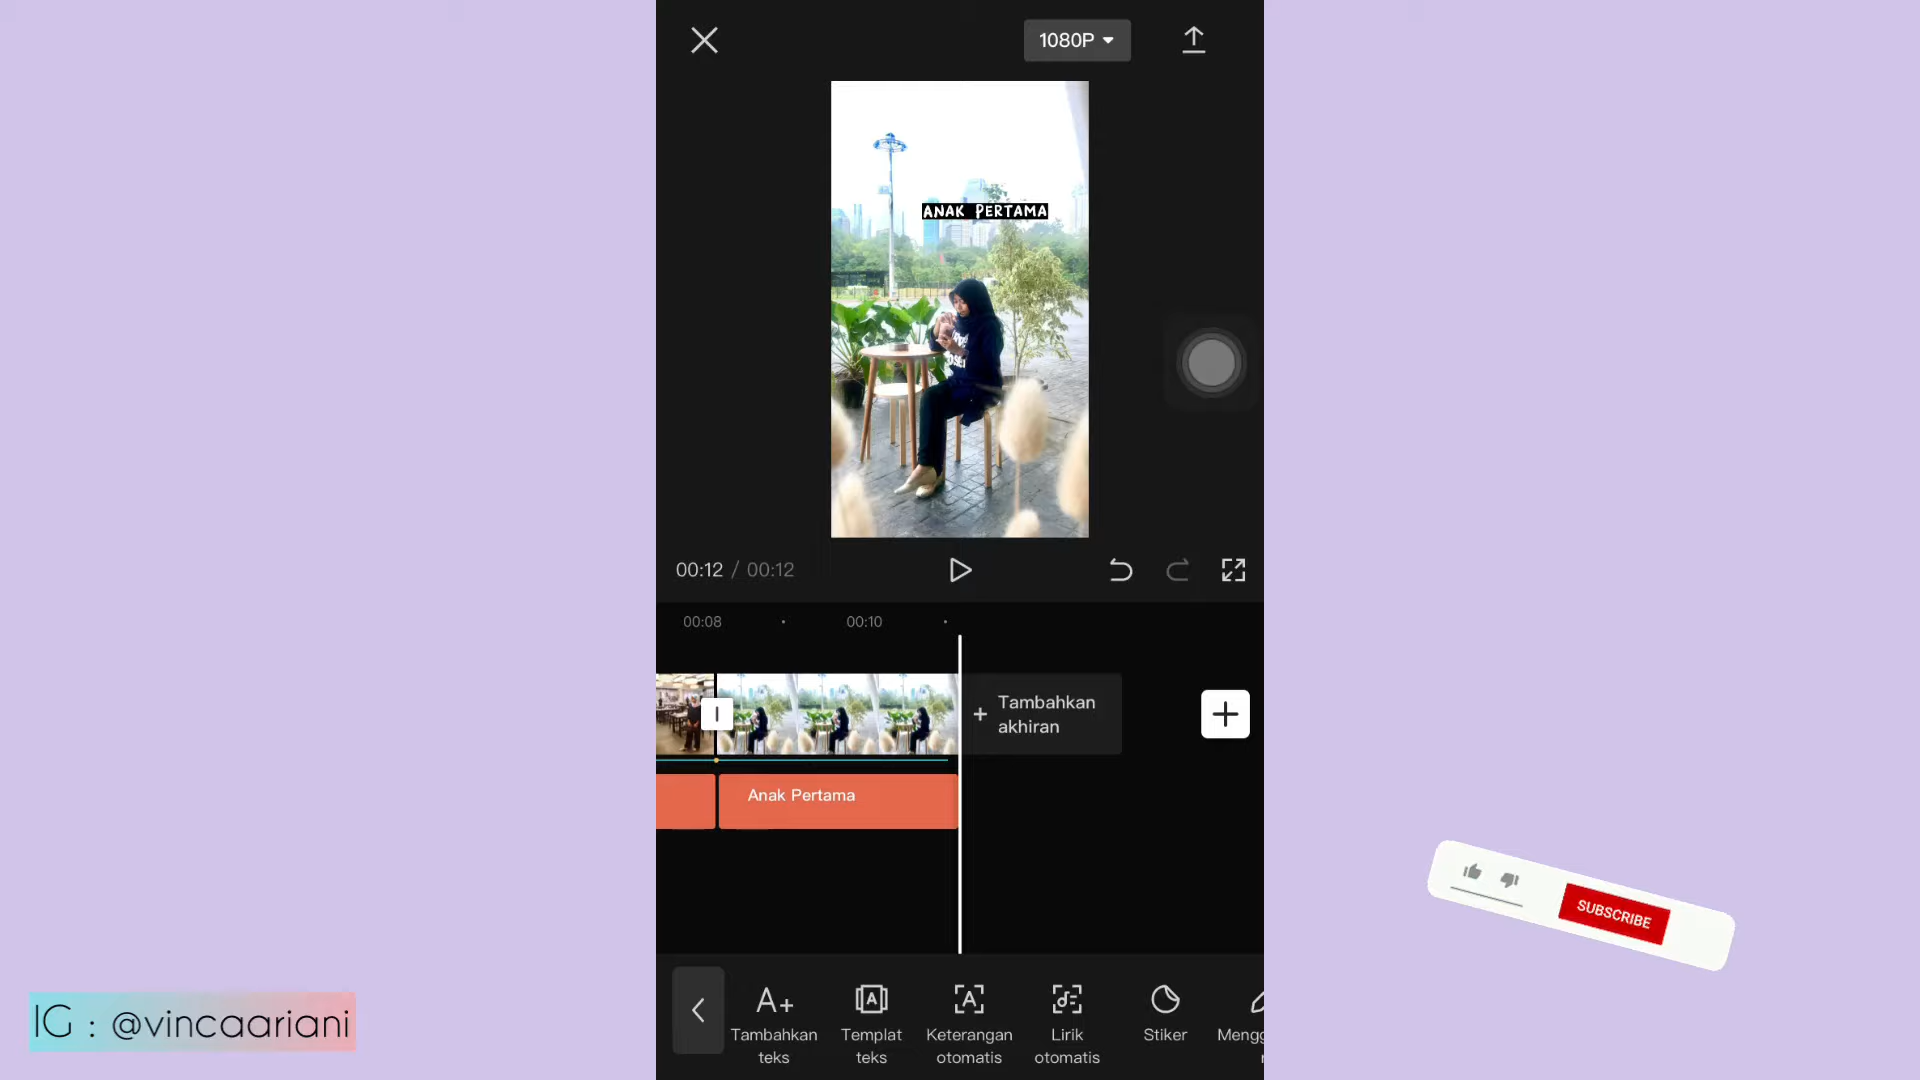 1080P
ANAK PERTAMA
00:12 / 00:12
00:08
00:10
Tambahkan
akhiran
Anak Pertama
SUBSCRIBE
IG : @vincaariani
Tambahkan
teks
Templat
teks
Keterangan
otomatis
Lirik
otomatis
Stiker